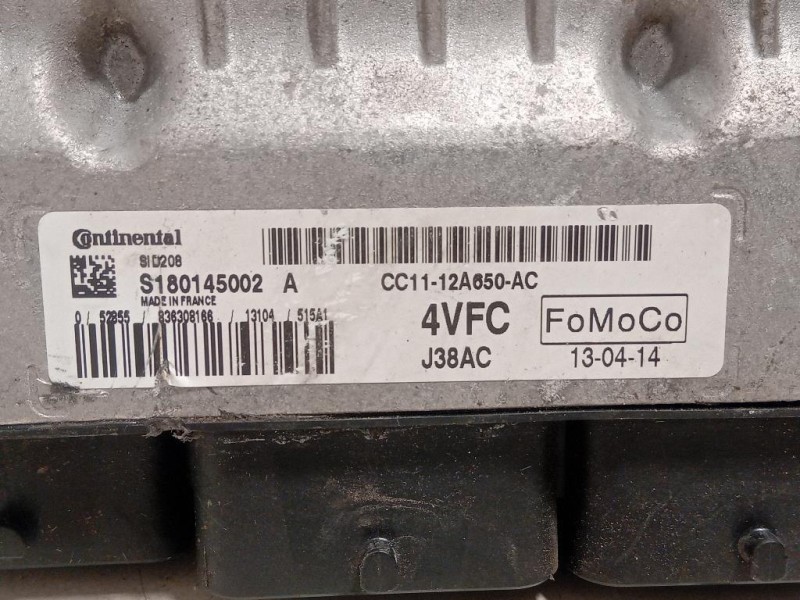 Continental
SID208
S180145002 A
MADE IN FRANCE
0 / 52855 / 836308166 / 13104 / 515A1
CC11-12A650-AC
4VFC
FoMoCo
J38AC
13-04-14